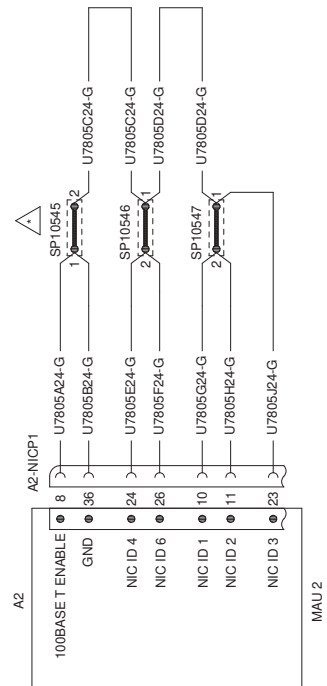 A2
*
A2-NICP1
SP10545
100BASE T ENABLE 8 U7805A24-G
1 2
GND 36 U7805B24-G U7805C24-G
SP10546
NIC ID 4 24 U7805E24-G U7805C24-G
2 1
NIC ID 6 26 U7805F24-G U7805D24-G
SP10547
NIC ID 1 10 U7805G24-G U7805D24-G
2 1
NIC ID 2 11 U7805H24-G
NIC ID 3 23 U7805J24-G
MAU 2